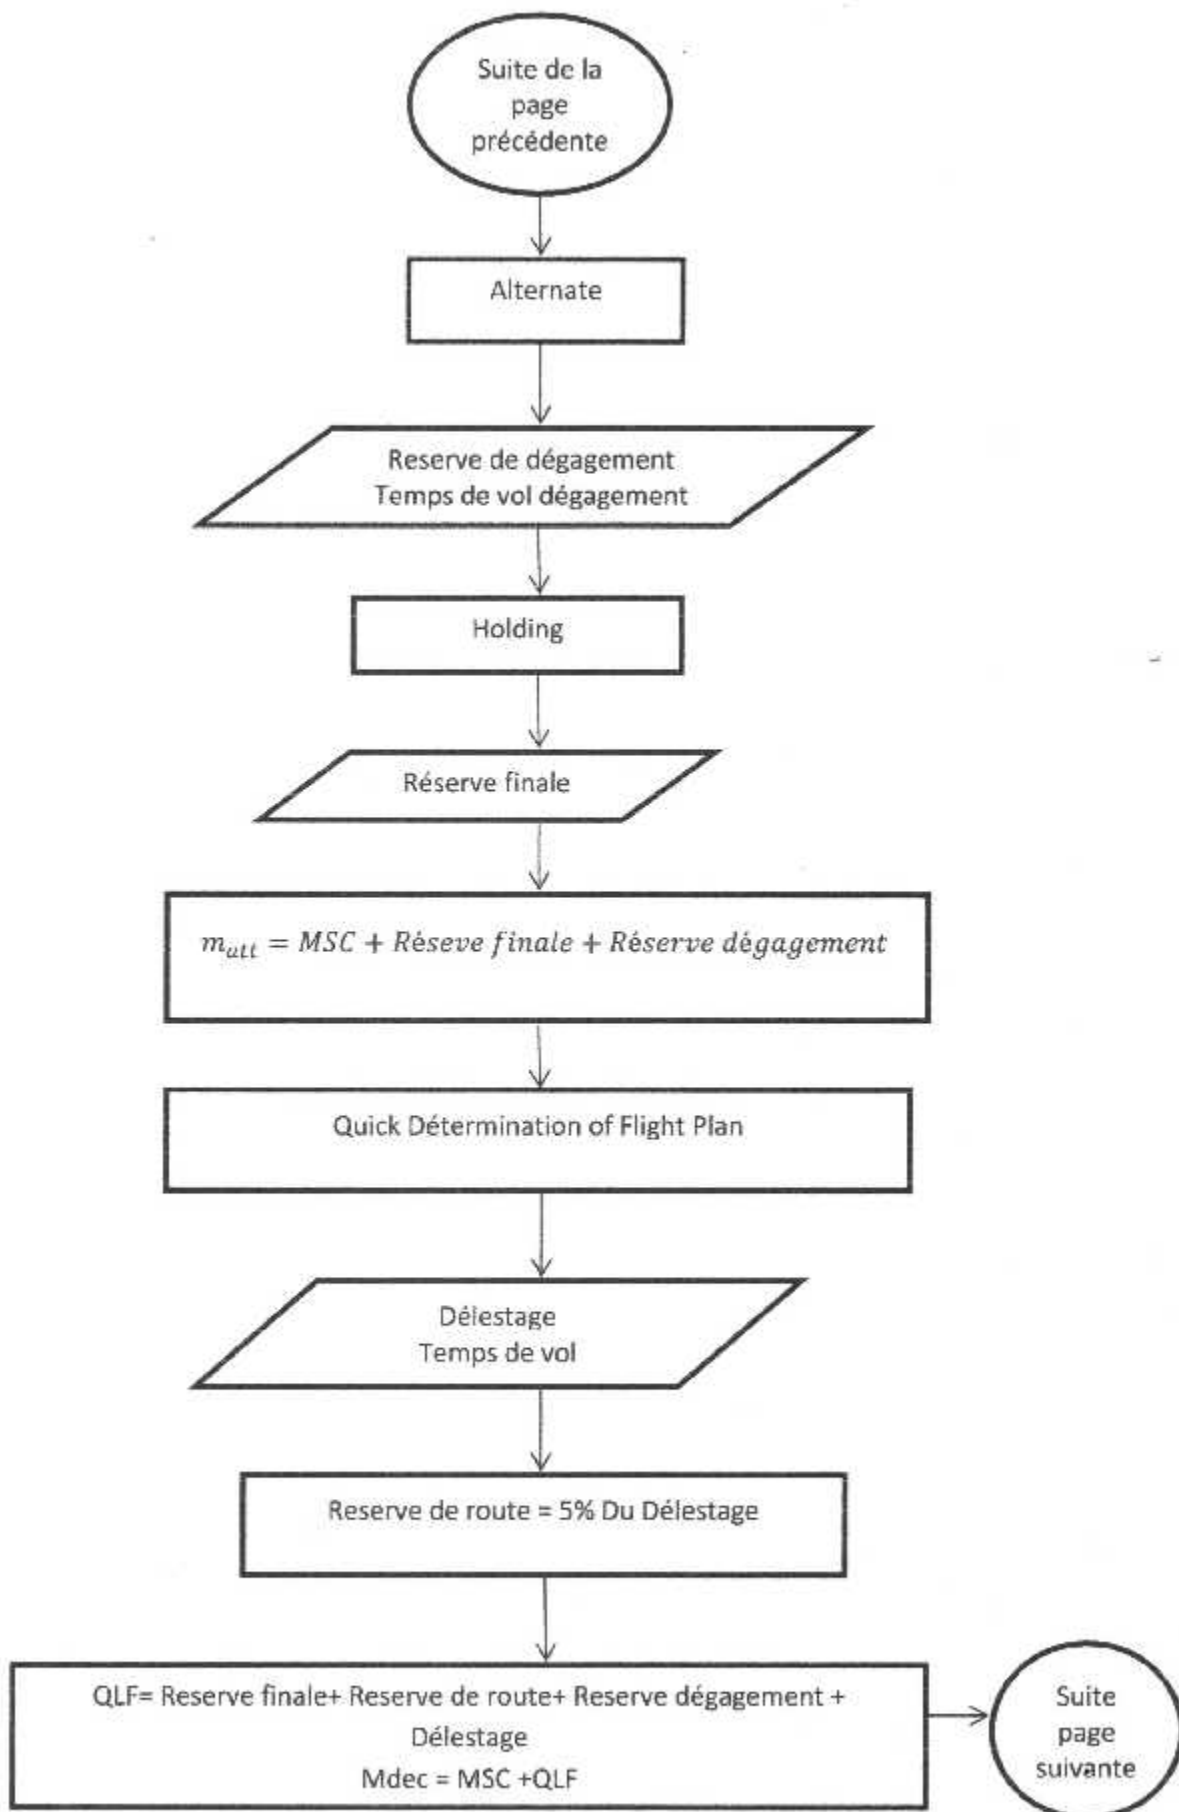 Suite de la
page
précédente
Alternate
Reserve de dégagement
Temps de vol dégagement
Holding
Réserve finale
m_att = MSC + Réseve finale + Réserve dégagement
Quick Détermination of Flight Plan
Délestage
Temps de vol
Reserve de route = 5% Du Délestage
QLF= Reserve finale+ Reserve de route+ Reserve dégagement +
Délestage
Mdec = MSC +QLF
Suite
page
suivante